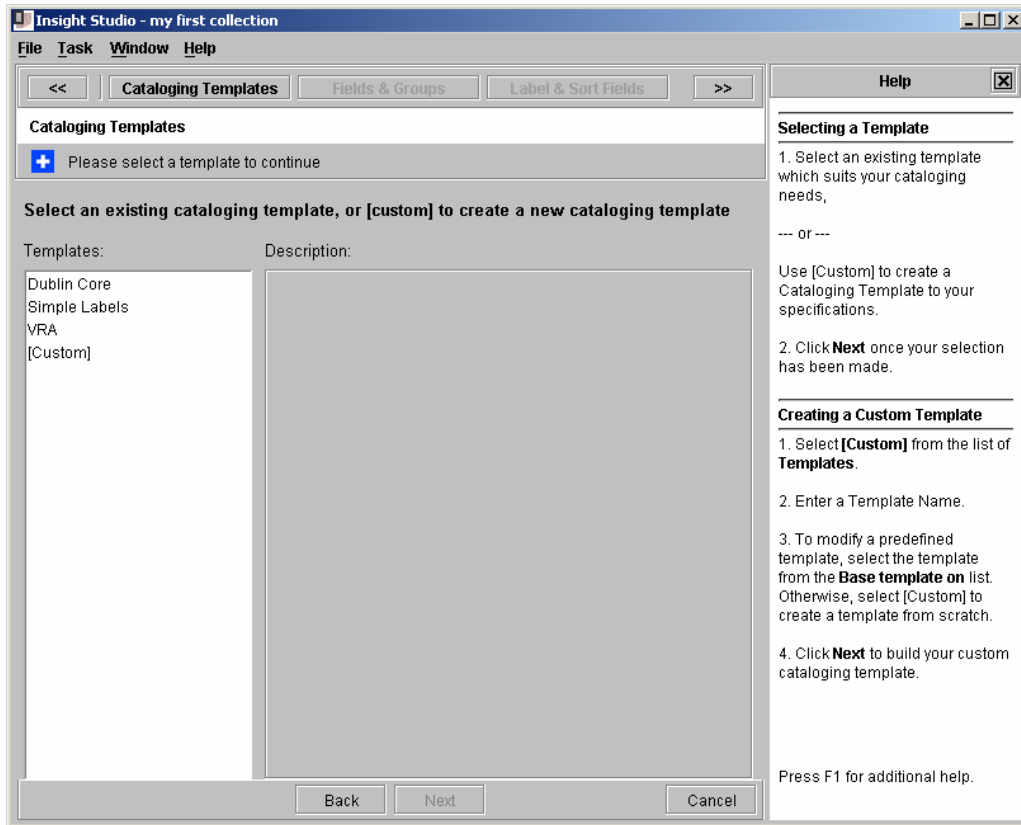 Insight Studio - my first collection
File Task Window Help
<< Cataloging Templates Fields & Groups Label & Sort Fields >>
Cataloging Templates
Please select a template to continue
Select an existing cataloging template, or [custom] to create a new cataloging template
Templates:
Description:
Dublin Core
Simple Labels
VRA
[Custom]
Back Next Cancel
Help
Selecting a Template
1. Select an existing template
which suits your cataloging
needs,
--- or ---
Use [Custom] to create a
Cataloging Template to your
specifications.
2. Click Next once your selection
has been made.
Creating a Custom Template
1. Select [Custom] from the list of
Templates.
2. Enter a Template Name.
3. To modify a predefined
template, select the template
from the Base template on list.
Otherwise, select [Custom] to
create a template from scratch.
4. Click Next to build your custom
cataloging template.
Press F1 for additional help.